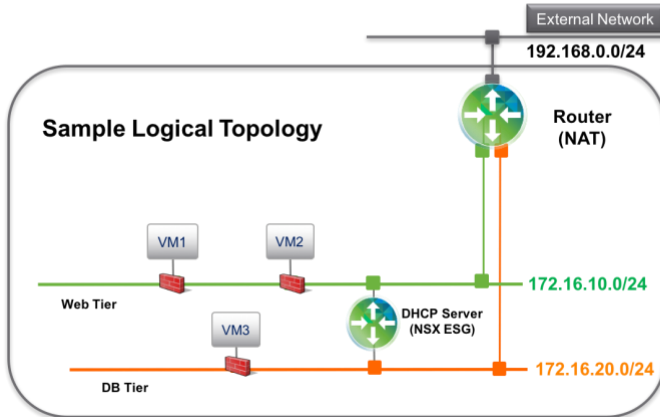 External Network
192.168.0.0/24
Sample Logical Topology
Router
(NAT)
VM1
VM2
172.16.10.0/24
Web Tier
DHCP Server
(NSX ESG)
VM3
172.16.20.0/24
DB Tier